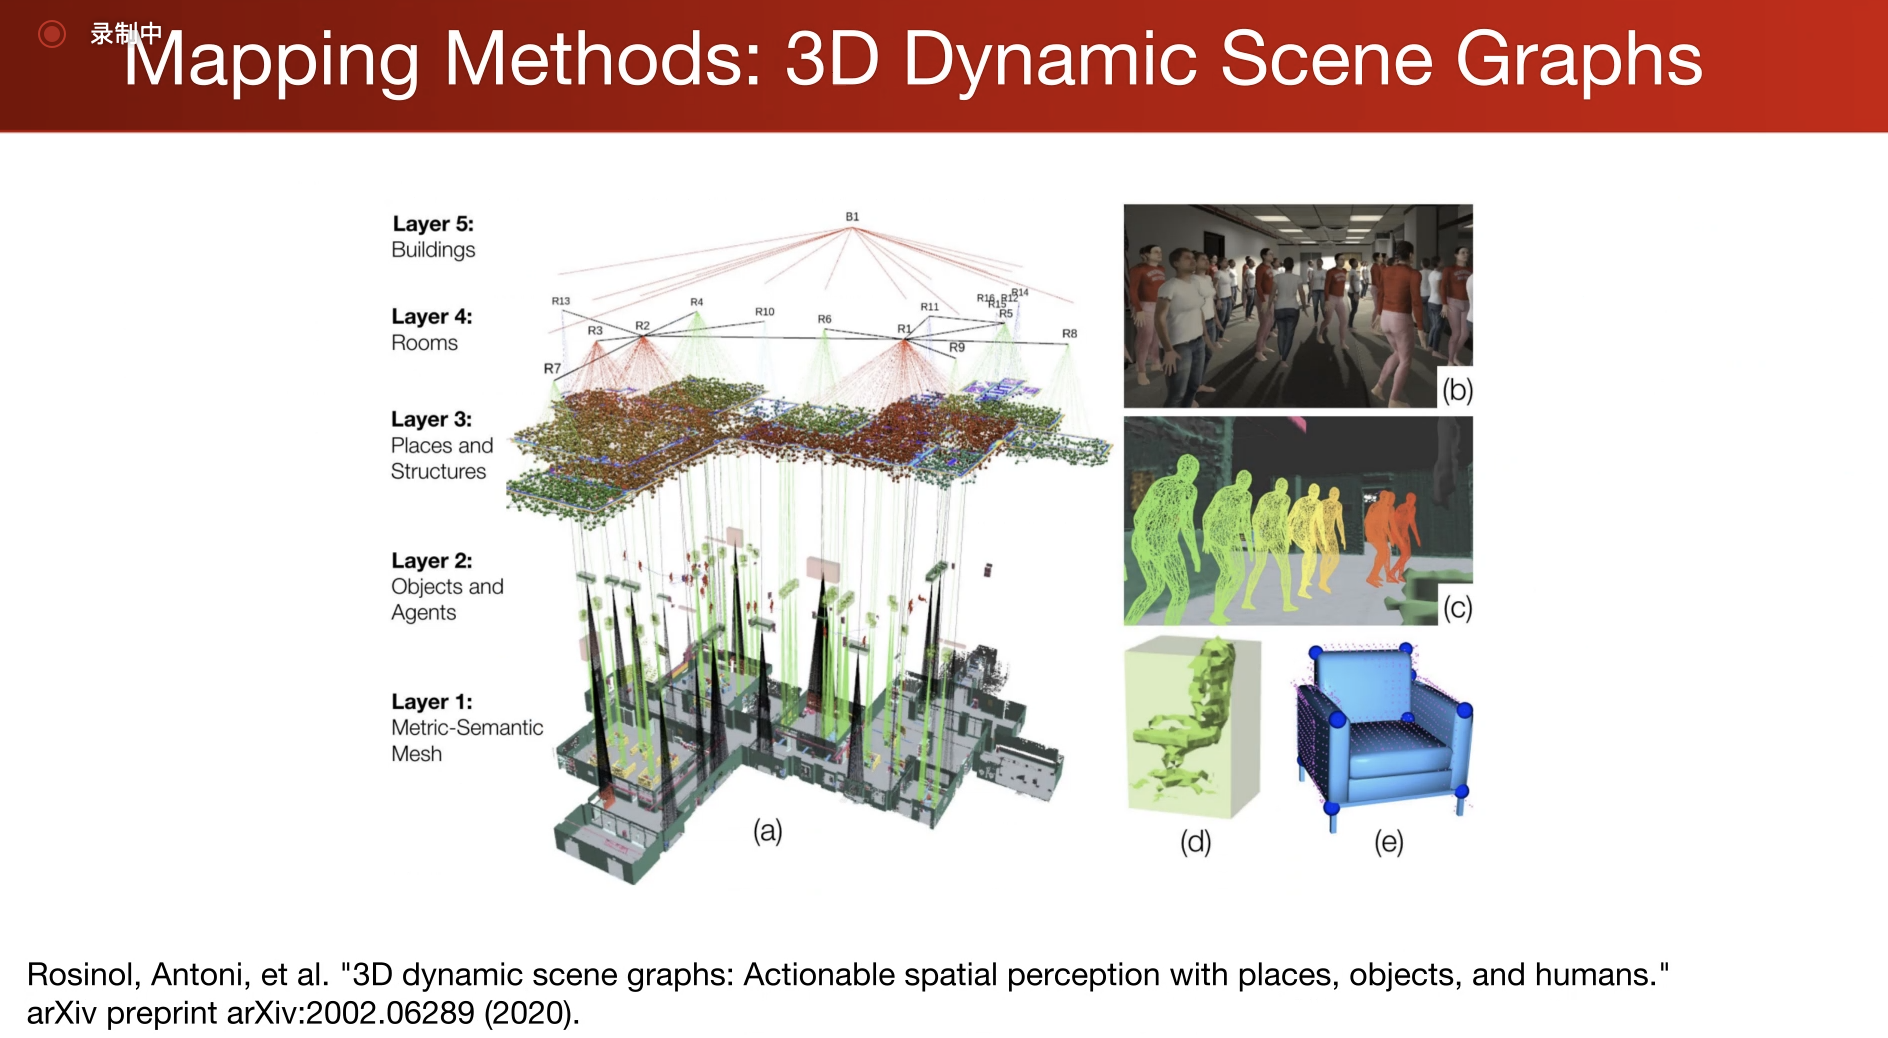 录制中
Mapping Methods: 3D Dynamic Scene Graphs
Layer 5:
Buildings
Layer 4:
Rooms
Layer 3:
Places and
Structures
Layer 2:
Objects and
Agents
Layer 1:
Metric-Semantic
Mesh
B1
R13
R4
R10
R6
R11
R16
R15
R12
R14
R5
R3
R2
R1
R8
R9
R7
(a)
(b)
(c)
(d)
(e)
Rosinol, Antoni, et al. "3D dynamic scene graphs: Actionable spatial perception with places, objects, and humans."
arXiv preprint arXiv:2002.06289 (2020).